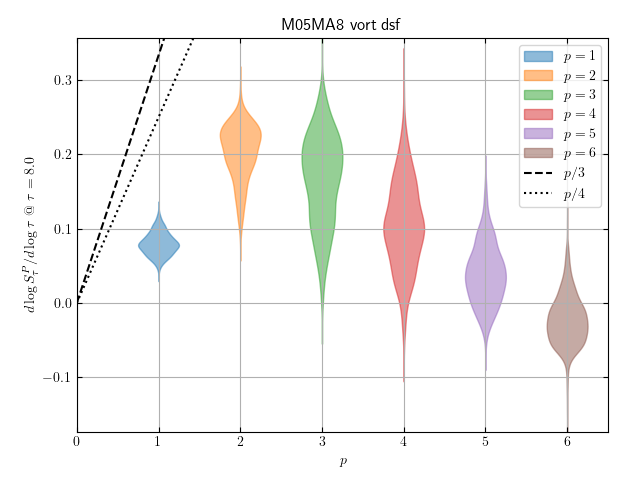 M05MA8 vort dsf
d log S_τ^P / d log τ @ τ = 8.0
0.3
0.2
0.1
0.0
−0.1
0 1 2 3 4 5 6
p
p = 1
p = 2
p = 3
p = 4
p = 5
p = 6
p/3
p/4